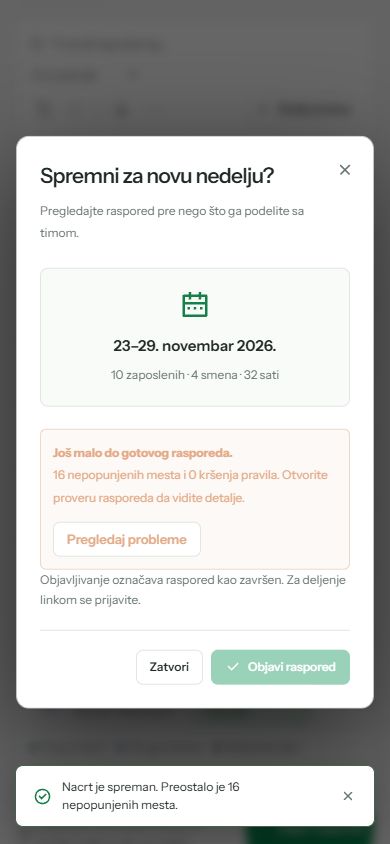 Spremni za novu nedelju?
Pregledajte raspored pre nego što ga podelite sa
timom.
23–29. novembar 2026.
10 zaposlenih · 4 smena · 32 sati
Još malo do gotovog rasporeda.
16 nepopunjenih mesta i 0 kršenja pravila. Otvorite
proveru rasporeda da vidite detalje.
Pregledaj probleme
Objavljivanje označava raspored kao završen. Za deljenje
linkom se prijavite.
Zatvori
Objavi raspored
Nacrt je spreman. Preostalo je 16
nepopunjenih mesta.